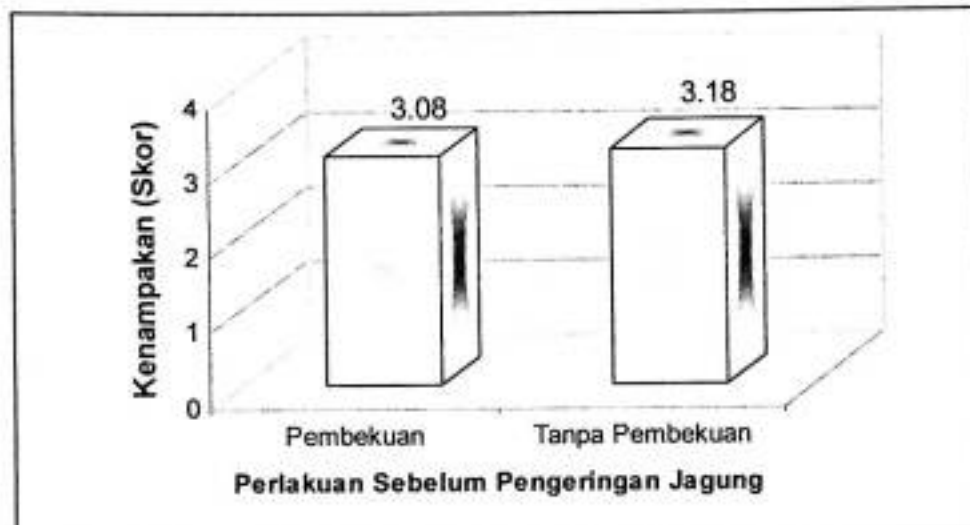 Kenampakan (Skor)
4
3
2
1
0
3.08
3.18
Pembekuan
Tanpa Pembekuan
Perlakuan Sebelum Pengeringan Jagung